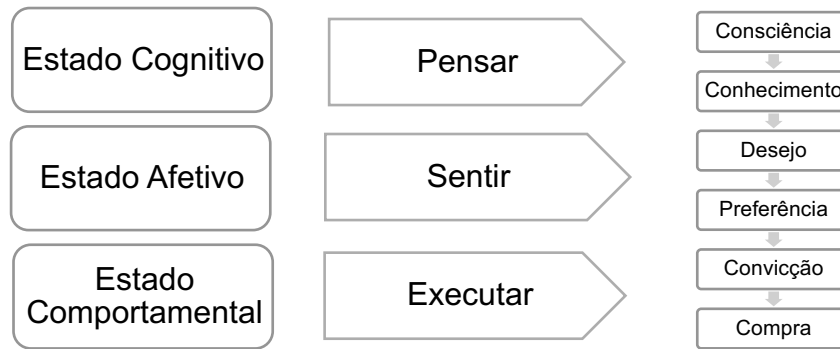 Estado Cognitivo
Pensar
Estado Afetivo
Sentir
Estado
Comportamental
Executar
Consciência
Conhecimento
Desejo
Preferência
Convicção
Compra